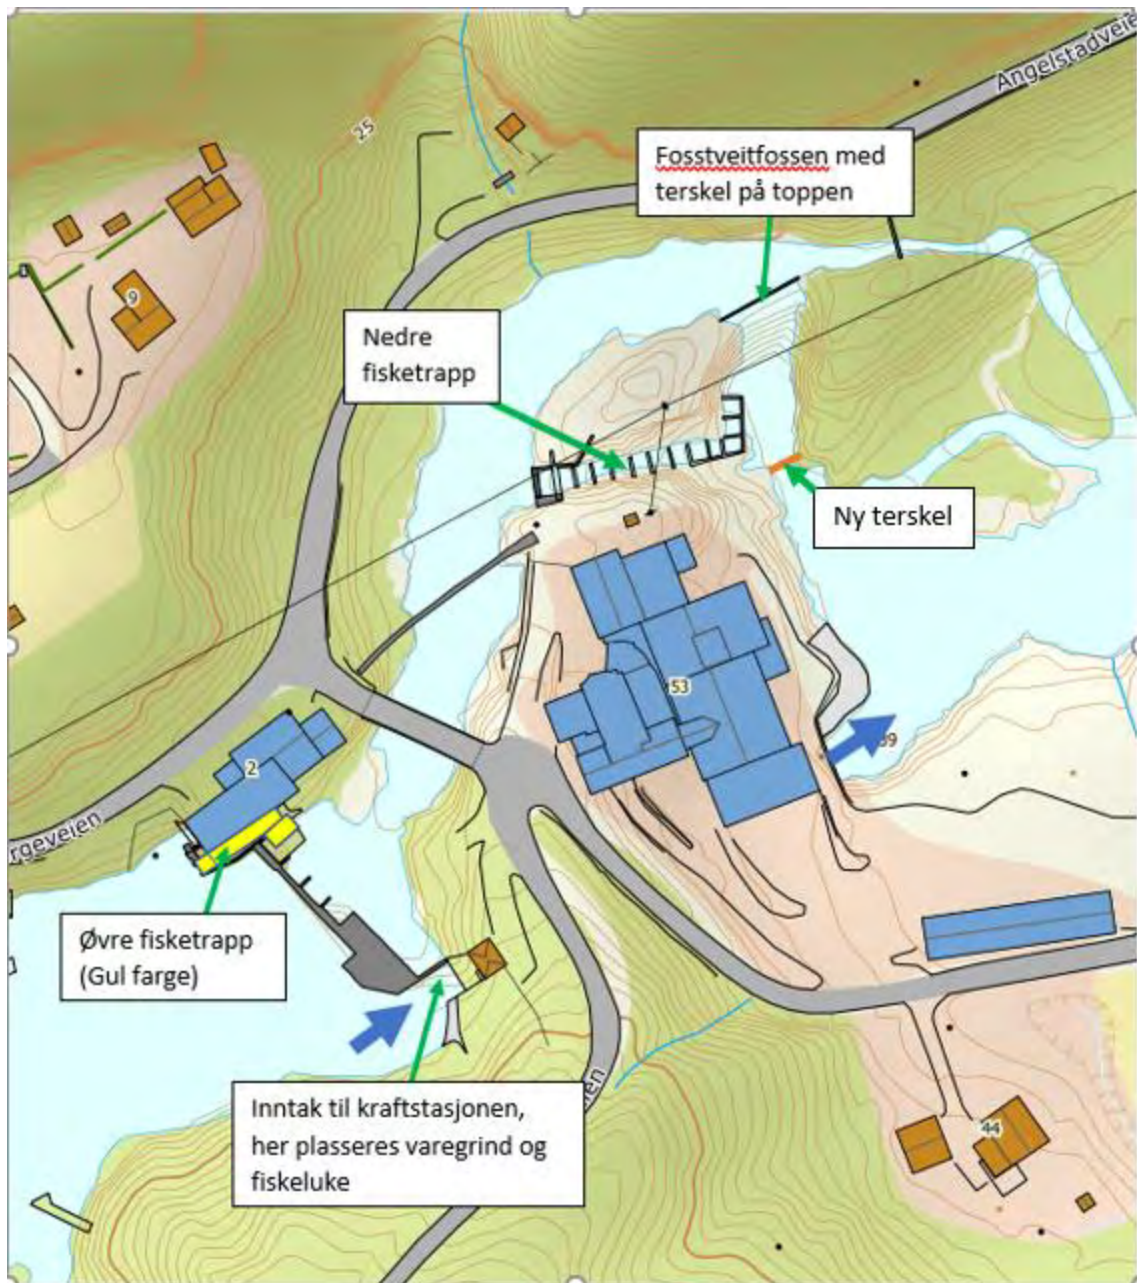 Angelstadveie
25
Fosstveitfossen med
terskel på toppen
9
Nedre
fisketrapp
Ny terskel
53
39
2
rgeveien
Øvre fisketrapp
(Gul farge)
en
Inntak til kraftstasjonen,
her plasseres varegrind og
fiskeluke
44